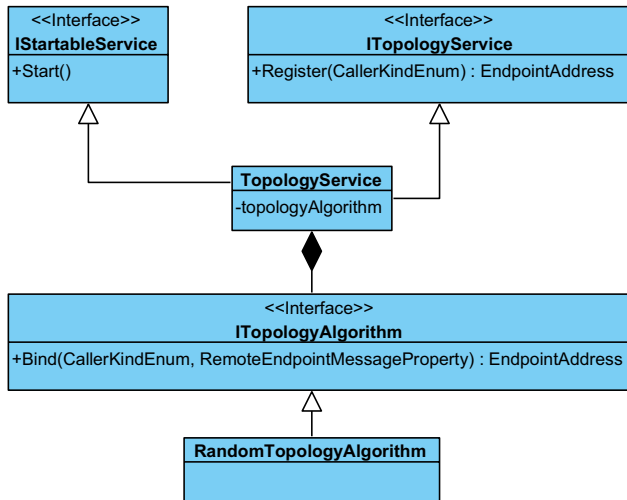 <<Interface>>
IStartableService
+Start()
<<Interface>>
ITopologyService
+Register(CallerKindEnum) : EndpointAddress
TopologyService
-topologyAlgorithm
<<Interface>>
ITopologyAlgorithm
+Bind(CallerKindEnum, RemoteEndpointMessageProperty) : EndpointAddress
RandomTopologyAlgorithm